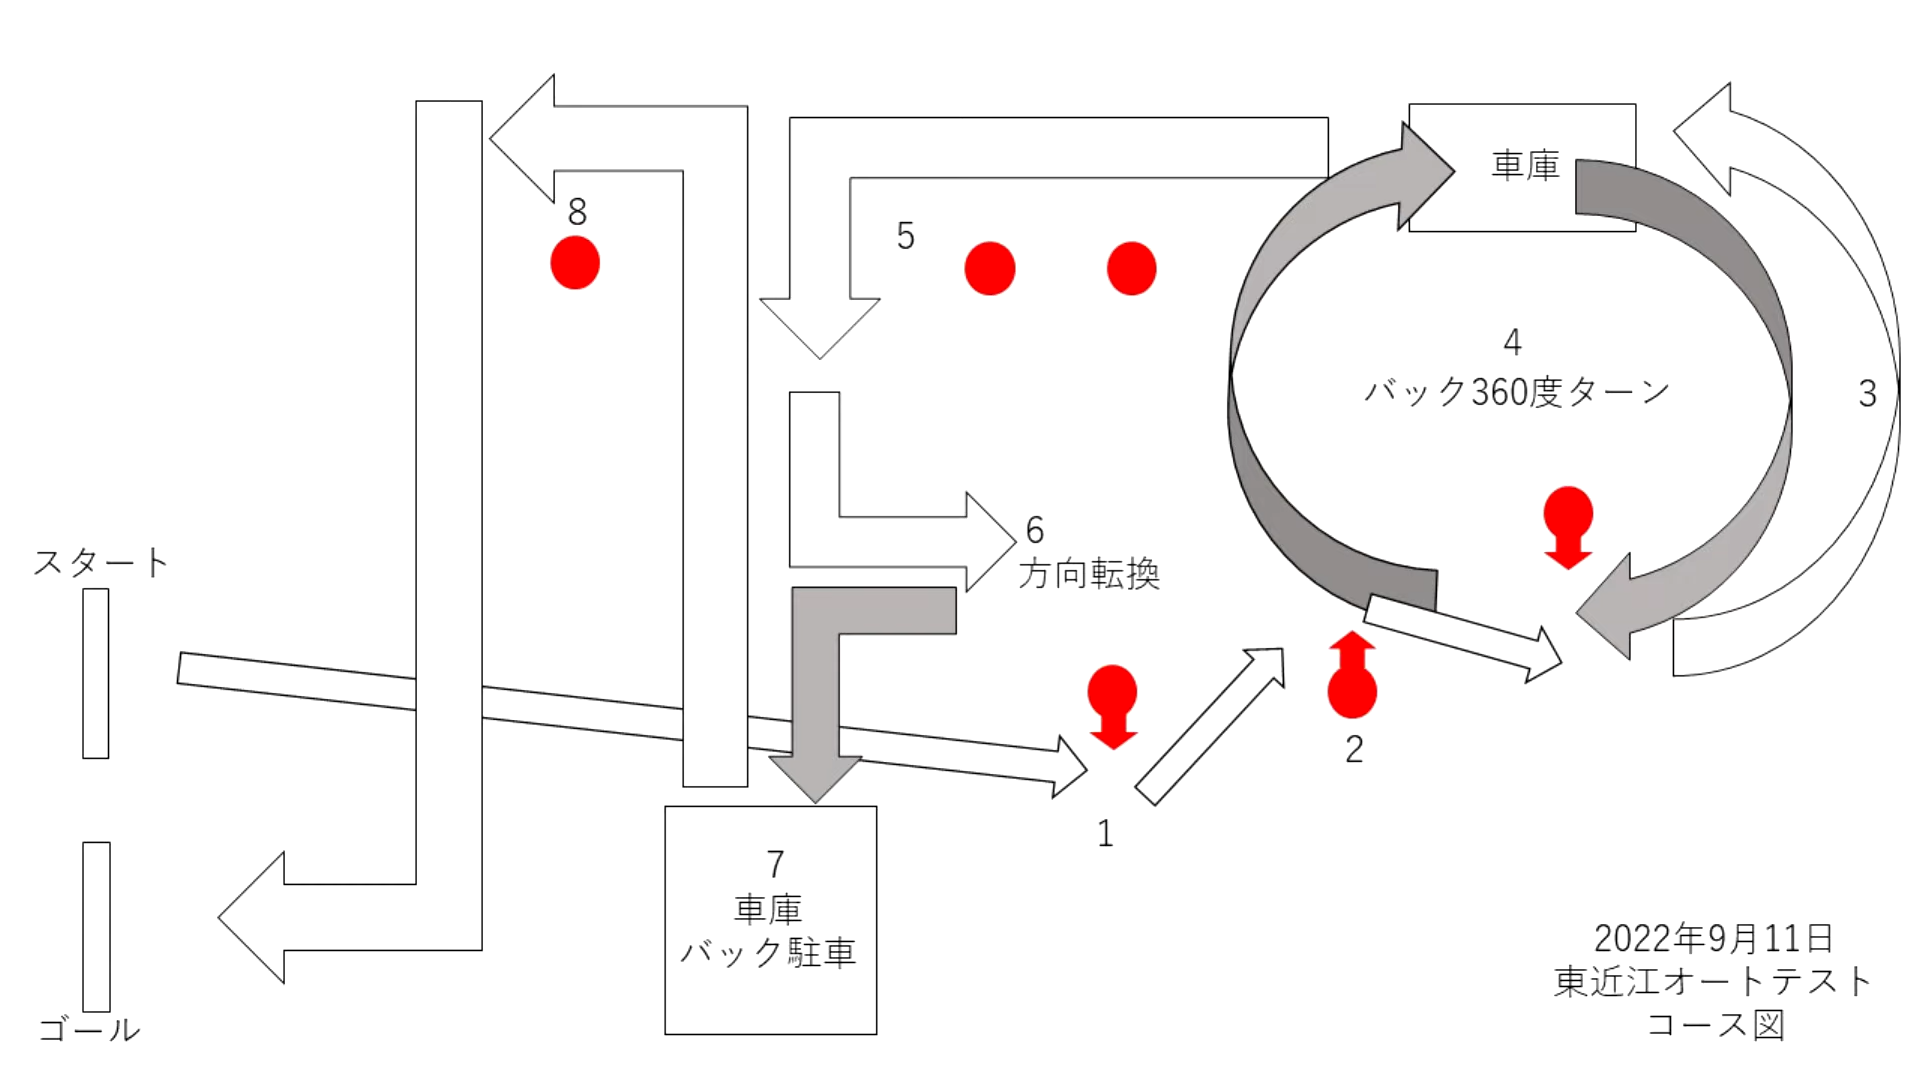 車庫
8
5
4
バック360度ターン
3
6
方向転換
スタート
2
1
7
車庫
バック駐車
2022年9月11日
東近江オートテスト
コース図
ゴール